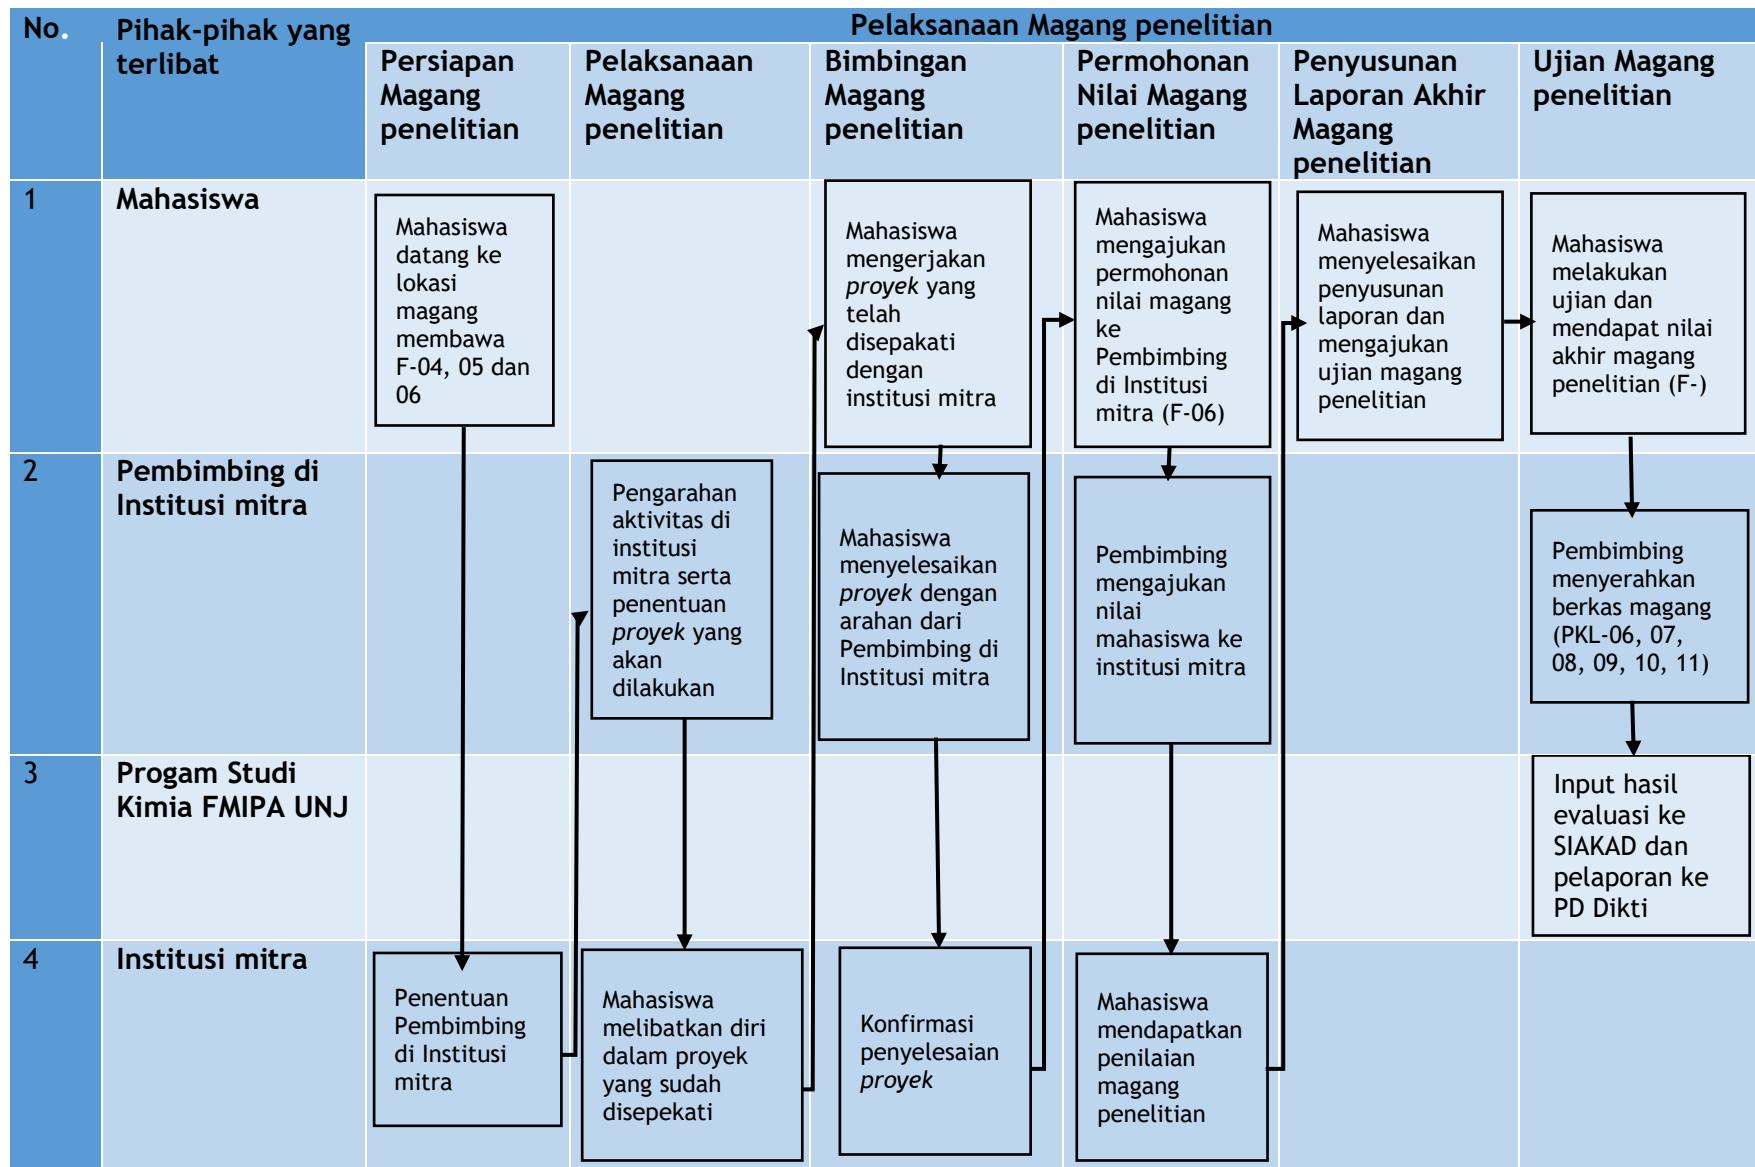 No.
Pihak-pihak yang
terlibat
Pelaksanaan Magang penelitian
Persiapan
Magang
penelitian
Pelaksanaan
Magang
penelitian
Bimbingan
Magang
penelitian
Permohonan
Nilai Magang
penelitian
Penyusunan
Laporan Akhir
Magang
penelitian
Ujian Magang
penelitian
1
Mahasiswa
Mahasiswa
datang ke
lokasi
magang
membawa
F-04, 05 dan
06
Mahasiswa
mengerjakan
proyek yang
telah
disepakati
dengan
institusi mitra
Mahasiswa
mengajukan
permohonan
nilai magang
ke
Pembimbing
di Institusi
mitra (F-06)
Mahasiswa
menyelesaikan
penyusunan
laporan dan
mengajukan
ujian magang
penelitian
Mahasiswa
melakukan
ujian dan
mendapat nilai
akhir magang
penelitian (F-)
2
Pembimbing di
Institusi mitra
Pengarahan
aktivitas di
institusi
mitra serta
penentuan
proyek yang
akan
dilakukan
Mahasiswa
menyelesaikan
proyek dengan
arahan dari
Pembimbing di
Institusi mitra
Pembimbing
mengajukan
nilai
mahasiswa ke
institusi mitra
Pembimbing
menyerahkan
berkas magang
(PKL-06, 07,
08, 09, 10, 11)
3
Progam Studi
Kimia FMIPA UNJ
Input hasil
evaluasi ke
SIAKAD dan
pelaporan ke
PD Dikti
4
Institusi mitra
Penentuan
Pembimbing
di Institusi
mitra
Mahasiswa
melibatkan diri
dalam proyek
yang sudah
disepekati
Konfirmasi
penyelesaian
proyek
Mahasiswa
mendapatkan
penilaian
magang
penelitian